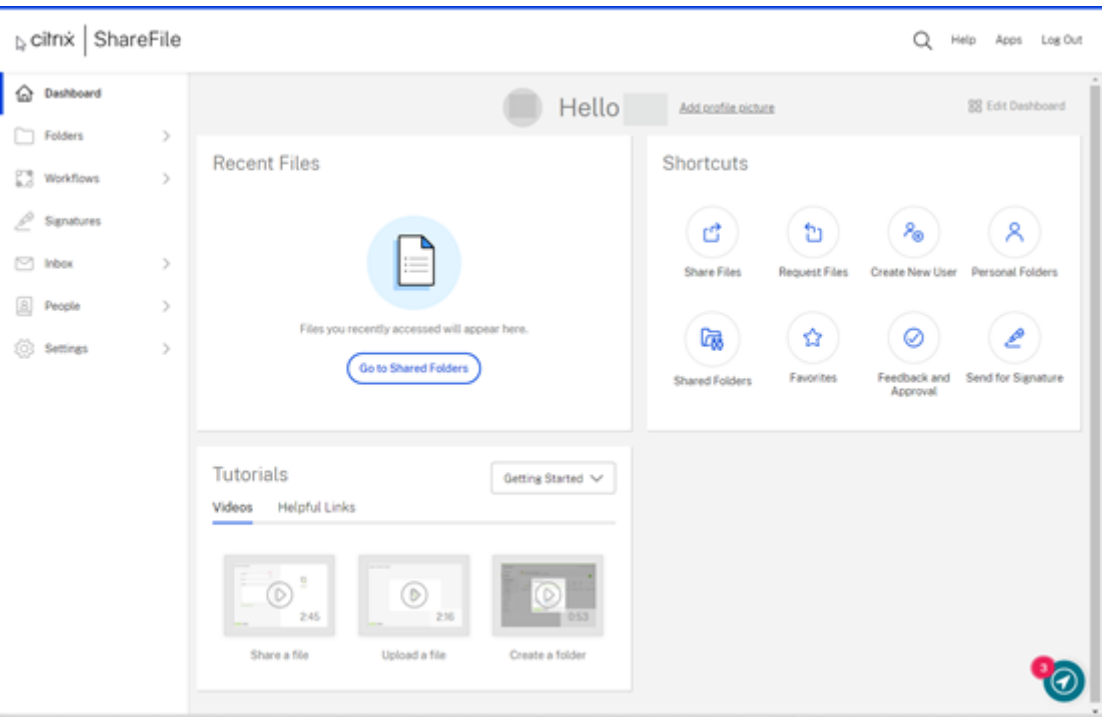 citrix | ShareFile
Help Apps Log Out
Dashboard
Folders
Workflows
Signatures
Inbox
People
Settings
Hello
Add profile picture
Edit Dashboard
Recent Files
Files you recently accessed will appear here.
Go to Shared Folders
Shortcuts
Share Files
Request Files
Create New User
Personal Folders
Shared Folders
Favorites
Feedback and
Approval
Send for Signature
Tutorials
Getting Started
Videos
Helpful Links
2:45
2:16
0:53
Share a file
Upload a file
Create a folder
3